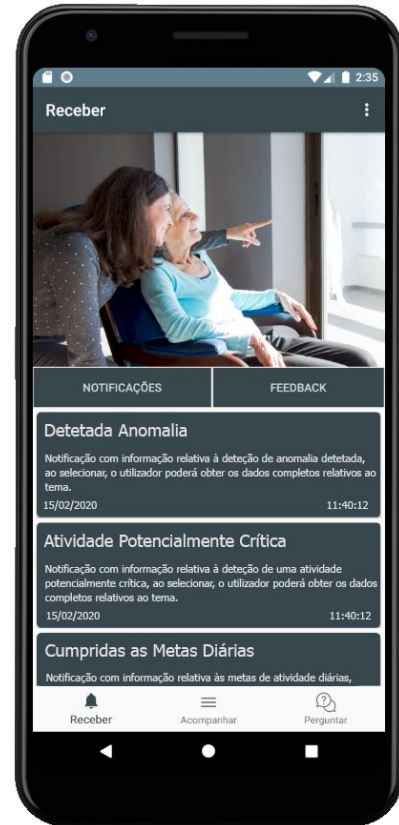 2:35
Receber
NOTIFICAÇÕES
FEEDBACK
Detetada Anomalia
Notificação com informação relativa à deteção de anomalia detetada,
ao selecionar, o utilizador poderá obter os dados completos relativos ao
tema.
15/02/2020
11:40:12
Atividade Potencialmente Crítica
Notificação com informação relativa à deteção de uma atividade
potencialmente crítica, ao selecionar, o utilizador poderá obter os dados
completos relativos ao tema.
15/02/2020
11:40:12
Cumpridas as Metas Diárias
Notificação com informação relativa às metas de atividade diárias,
Receber
Acompanhar
Perguntar